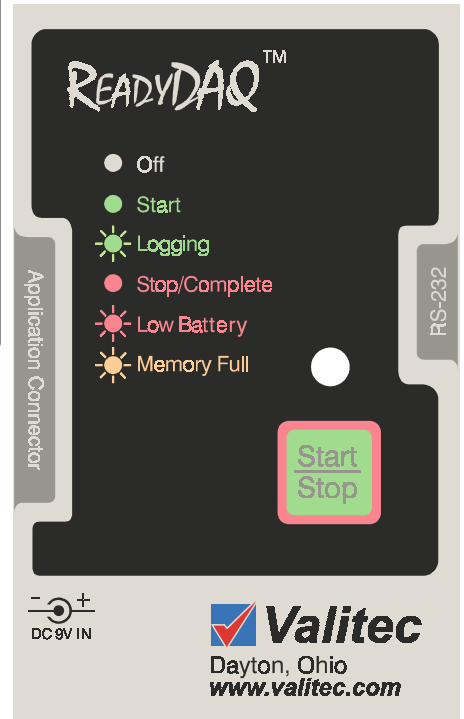 READYDAQ™
Off
Start
Logging
Stop/Complete
Low Battery
Memory Full
Application Connector
RS-232
Start
Stop
- +
DC 9V IN
Valitec
Dayton, Ohio
www.valitec.com